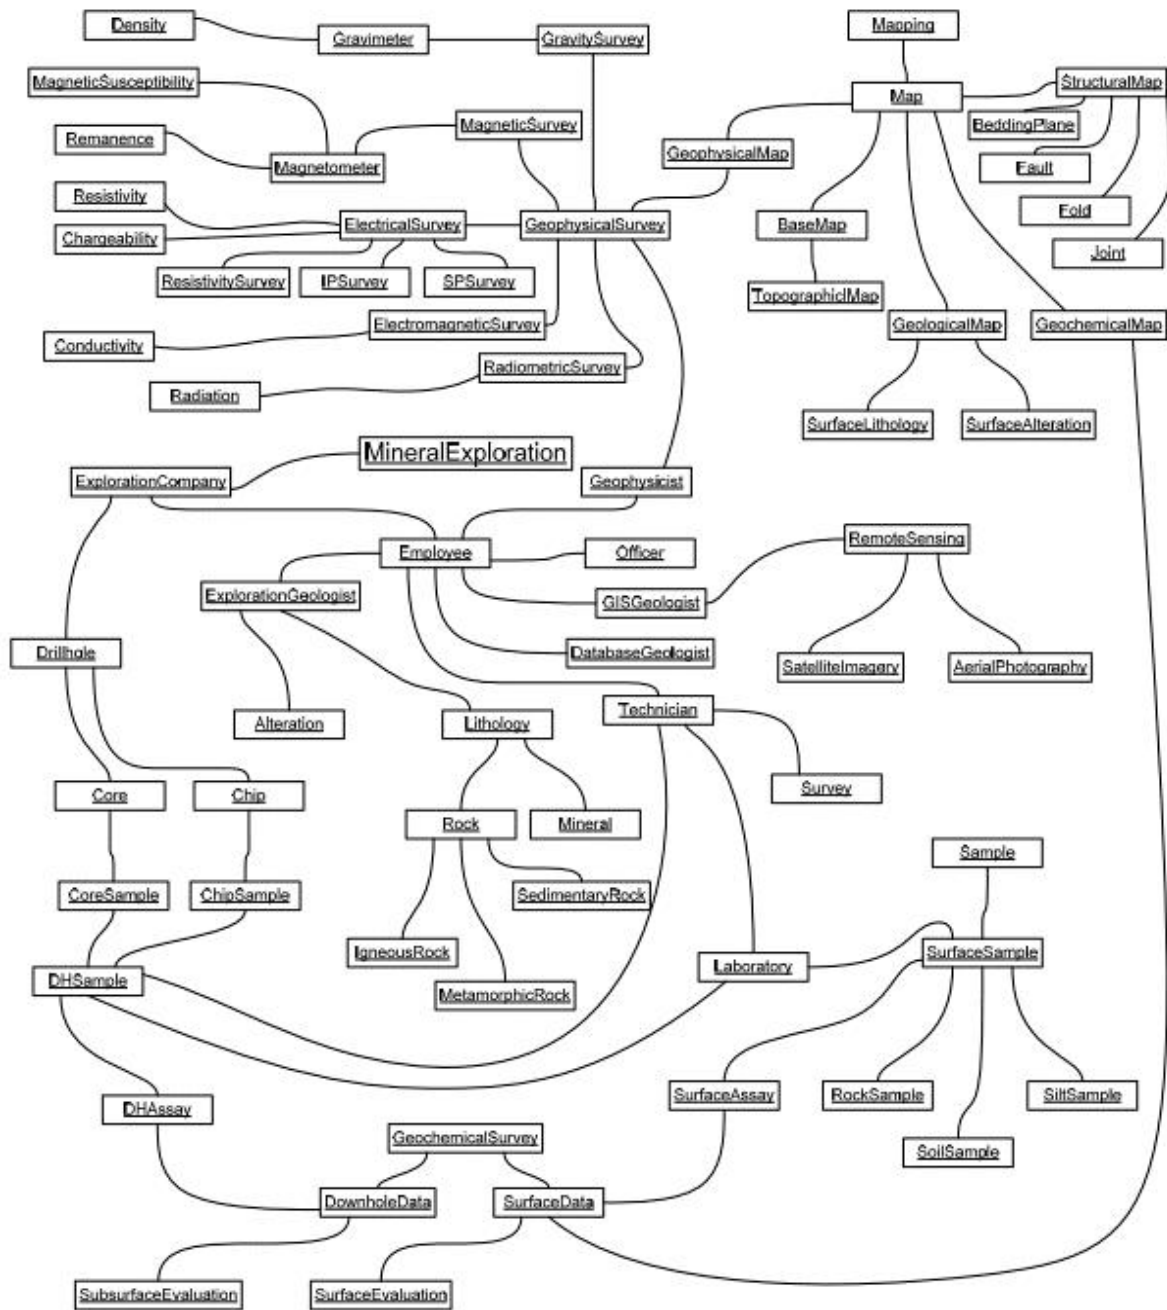 Density
Gravimeter
GravitySurvey
Mapping
MagneticSusceptibility
Map
StructuralMap
Remanence
MagneticSurvey
BeddingPlane
Magnetometer
GeophysicalMap
Fault
Resistivity
Fold
Chargeability
ElectricalSurvey
GeophysicalSurvey
BaseMap
Joint
ResistivitySurvey
IPSurvey
SPSurvey
TopographiclMap
ElectromagneticSurvey
GeologicalMap
GeochemicalMap
Conductivity
RadiometricSurvey
Radiation
SurfaceLithology
SurfaceAlteration
MineralExploration
ExplorationCompany
Geophysicist
Employee
Officer
RemoteSensing
ExplorationGeologist
GISGeologist
Drillhole
DatabaseGeologist
SatelliteImagery
AerialPhotography
Alteration
Lithology
Technician
Core
Chip
Survey
Rock
Mineral
Sample
CoreSample
ChipSample
SedimentaryRock
IgneousRock
SurfaceSample
DHSample
MetamorphicRock
Laboratory
DHAssay
SurfaceAssay
RockSample
SiltSample
GeochemicalSurvey
SoilSample
DownholeData
SurfaceData
SubsurfaceEvaluation
SurfaceEvaluation